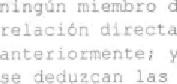 ningún miembro d
relación directa
anteriormente; y
se deduzcan las